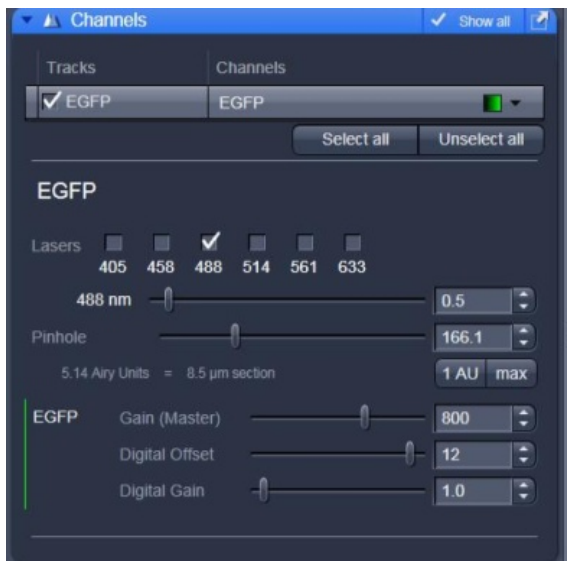 Channels Show all
Tracks Channels
EGFP EGFP
Select all Unselect all
EGFP
Lasers
405 458 488 514 561 633
488 nm 0.5
Pinhole 166.1
5.14 Airy Units = 8.5 µm section 1 AU max
EGFP Gain (Master) 800
Digital Offset 12
Digital Gain 1.0